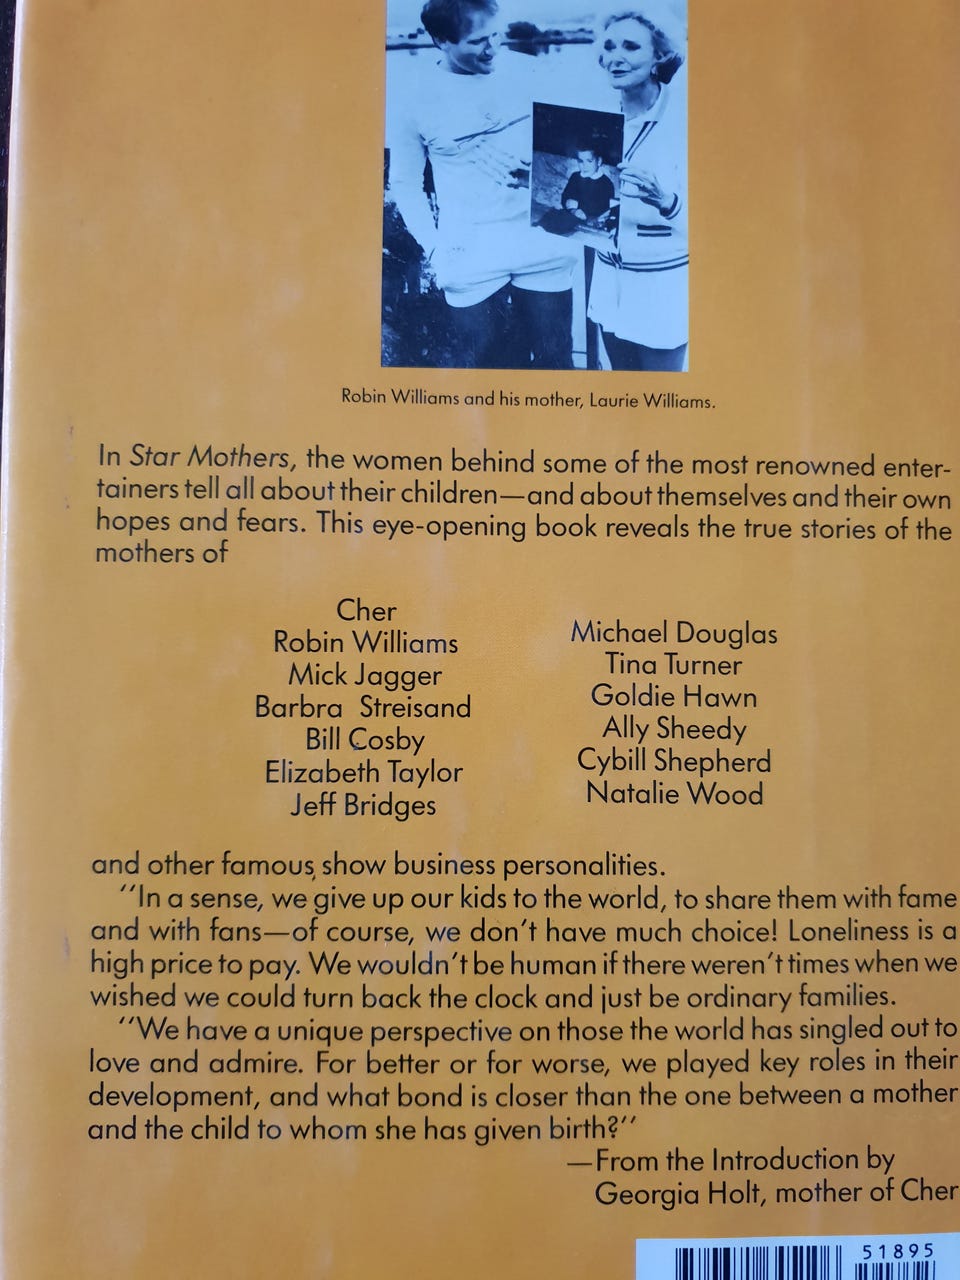 Robin Williams and his mother, Laurie Williams.
In Star Mothers, the women behind some of the most renowned enter-
tainers tell all about their children—and about themselves and their own
hopes and fears. This eye-opening book reveals the true stories of the
mothers of
Cher
Robin Williams
Mick Jagger
Barbra Streisand
Bill Cosby
Elizabeth Taylor
Jeff Bridges
Michael Douglas
Tina Turner
Goldie Hawn
Ally Sheedy
Cybill Shepherd
Natalie Wood
and other famous show business personalities.
“In a sense, we give up our kids to the world, to share them with fame
and with fans—of course, we don’t have much choice! Loneliness is a
high price to pay. We wouldn’t be human if there weren’t times when we
wished we could turn back the clock and just be ordinary families.
“We have a unique perspective on those the world has singled out to
love and admire. For better or for worse, we played key roles in their
development, and what bond is closer than the one between a mother
and the child to whom she has given birth?”
—From the Introduction by
Georgia Holt, mother of Cher
51895